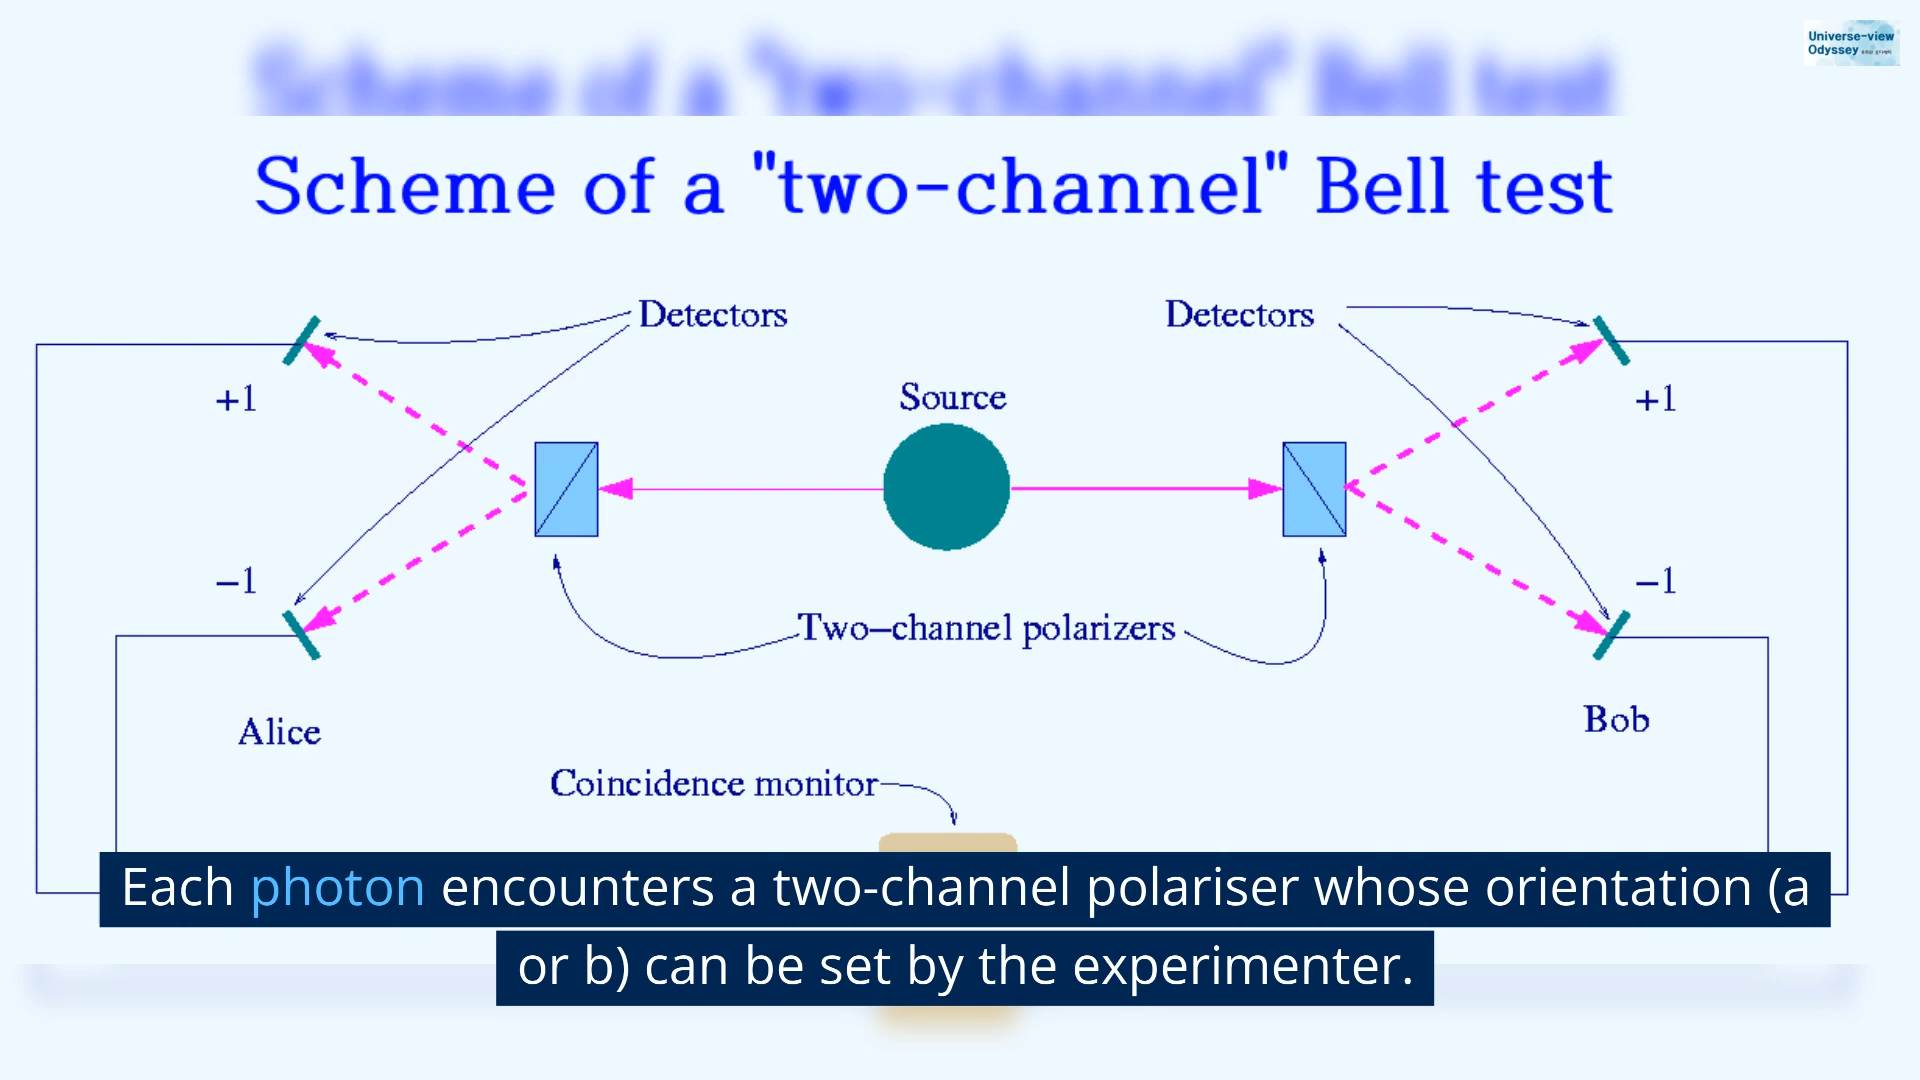 Universe-view
Odyssey
Scheme of a "two-channel" Bell test
Scheme of a "two-channel" Bell test
Detectors
Detectors
Source
+1
+1
−1
−1
Two–channel polarizers
Alice
Bob
Coincidence monitor
Each photon encounters a two-channel polariser whose orientation (a
or b) can be set by the experimenter.